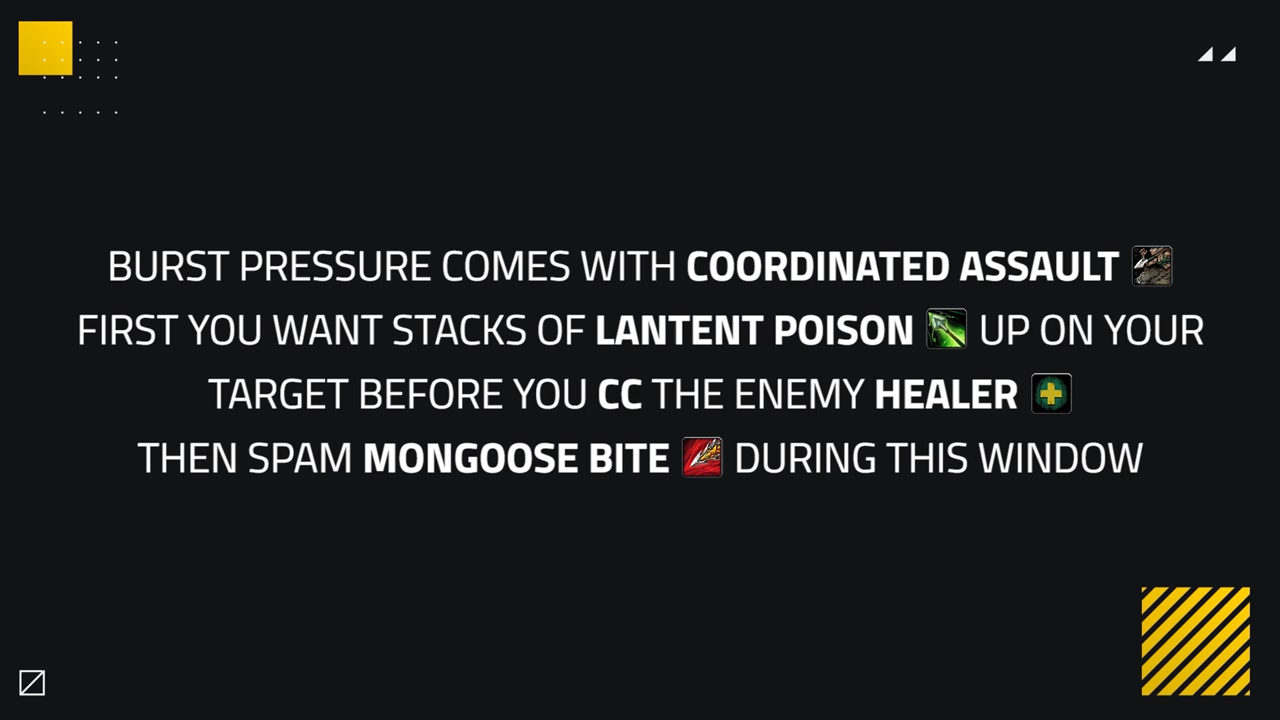 BURST PRESSURE COMES WITH COORDINATED ASSAULT
FIRST YOU WANT STACKS OF LANTENT POISON UP ON YOUR
TARGET BEFORE YOU CC THE ENEMY HEALER
THEN SPAM MONGOOSE BITE DURING THIS WINDOW